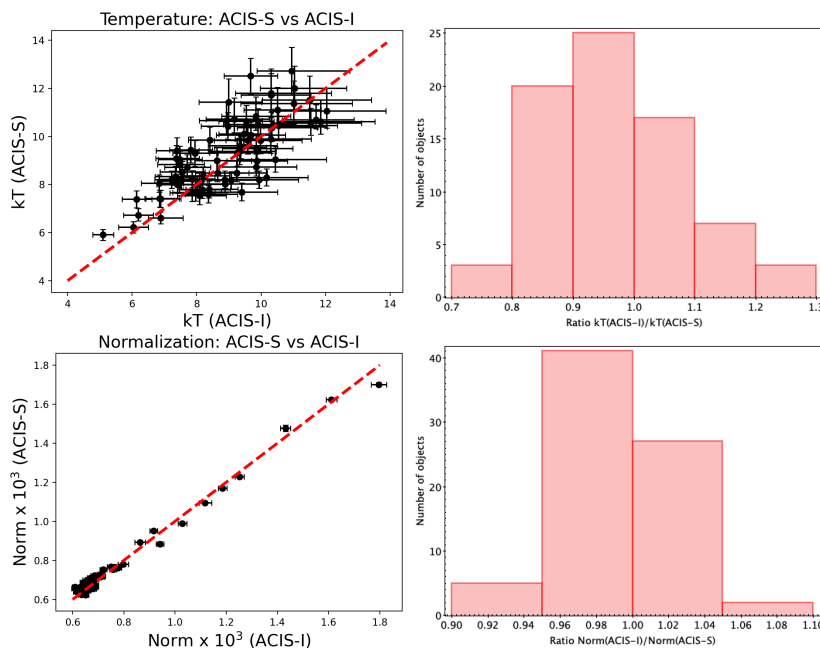 Temperature: ACIS-S vs ACIS-I
14
12
10
8
6
4
kT (ACIS-S)
4 6 8 10 12 14
kT (ACIS-I)
25
20
15
10
5
0
Number of objects
0.7 0.8 0.9 1.0 1.1 1.2 1.3
Ratio kT(ACIS-I)/kT(ACIS-S)
Normalization: ACIS-S vs ACIS-I
1.8
1.6
1.4
1.2
1.0
0.8
0.6
Norm x 10³ (ACIS-S)
0.6 0.8 1.0 1.2 1.4 1.6 1.8
Norm x 10³ (ACIS-I)
40
30
20
10
0
Number of objects
0.90 0.92 0.94 0.96 0.98 1.00 1.02 1.04 1.06 1.08 1.10
Ratio Norm(ACIS-I)/Norm(ACIS-S)